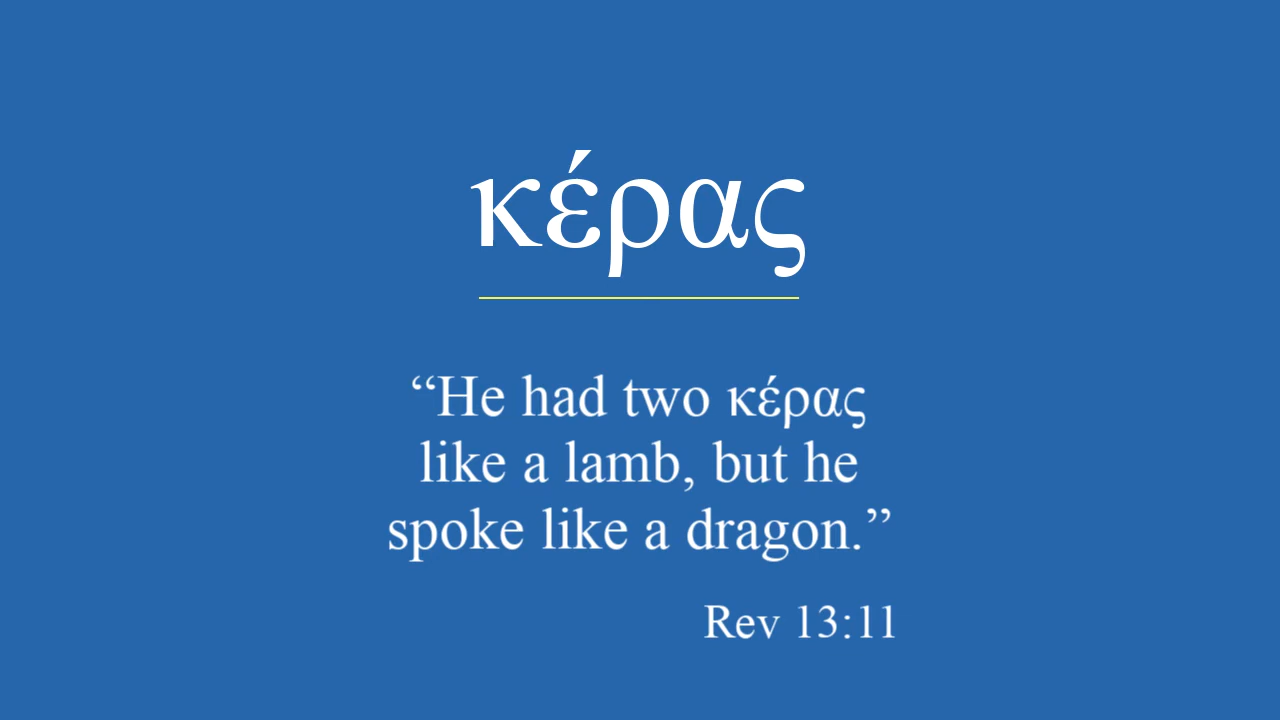 κέρας
“He had two κέρας
like a lamb, but he
spoke like a dragon.”
Rev 13:11